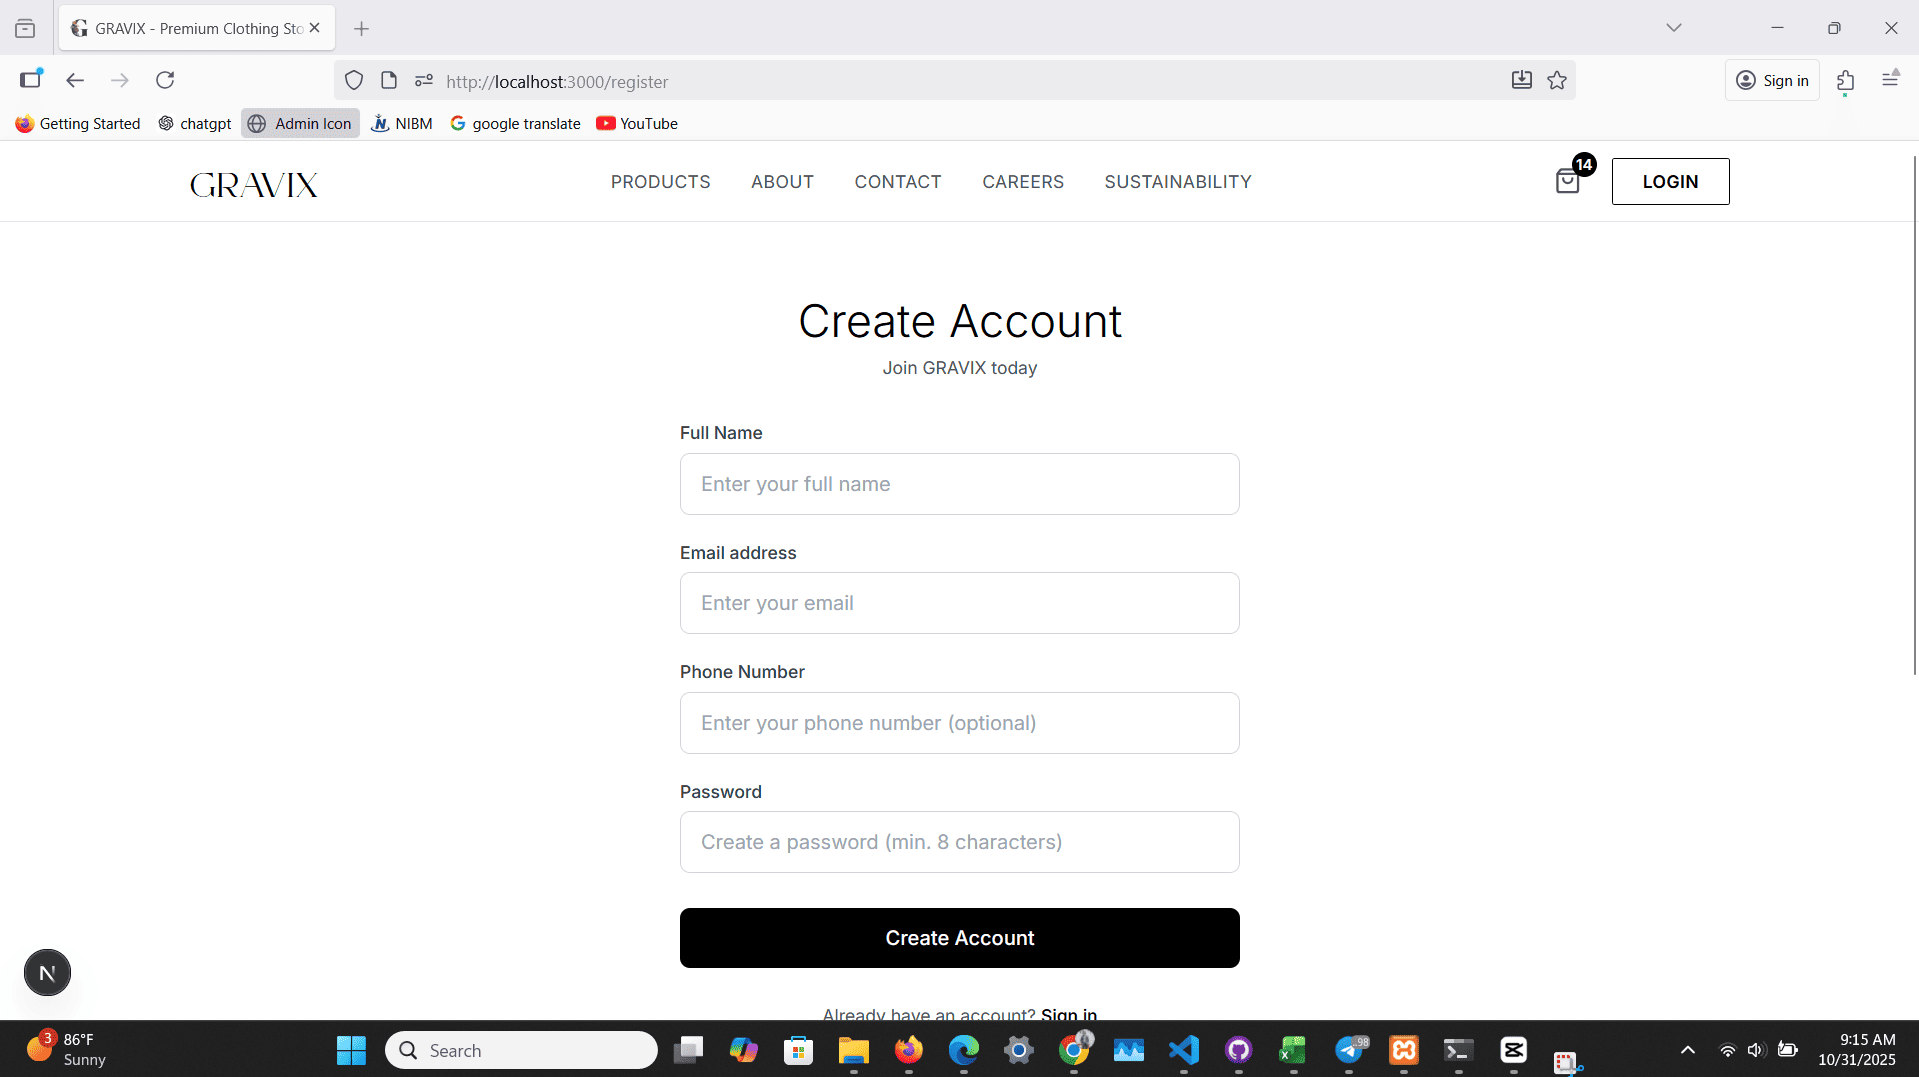 GRAVIX - Premium Clothing Sto
http://localhost:3000/register
Sign in
Getting Started
chatgpt
Admin Icon
NIBM
google translate
YouTube
GRAVIX
PRODUCTS
ABOUT
CONTACT
CAREERS
SUSTAINABILITY
14
LOGIN
Create Account
Join GRAVIX today
Full Name
Enter your full name
Email address
Enter your email
Phone Number
Enter your phone number (optional)
Password
Create a password (min. 8 characters)
Create Account
Already have an account? Sign in
N
3
86°F
Sunny
Search
98
9:15 AM
10/31/2025